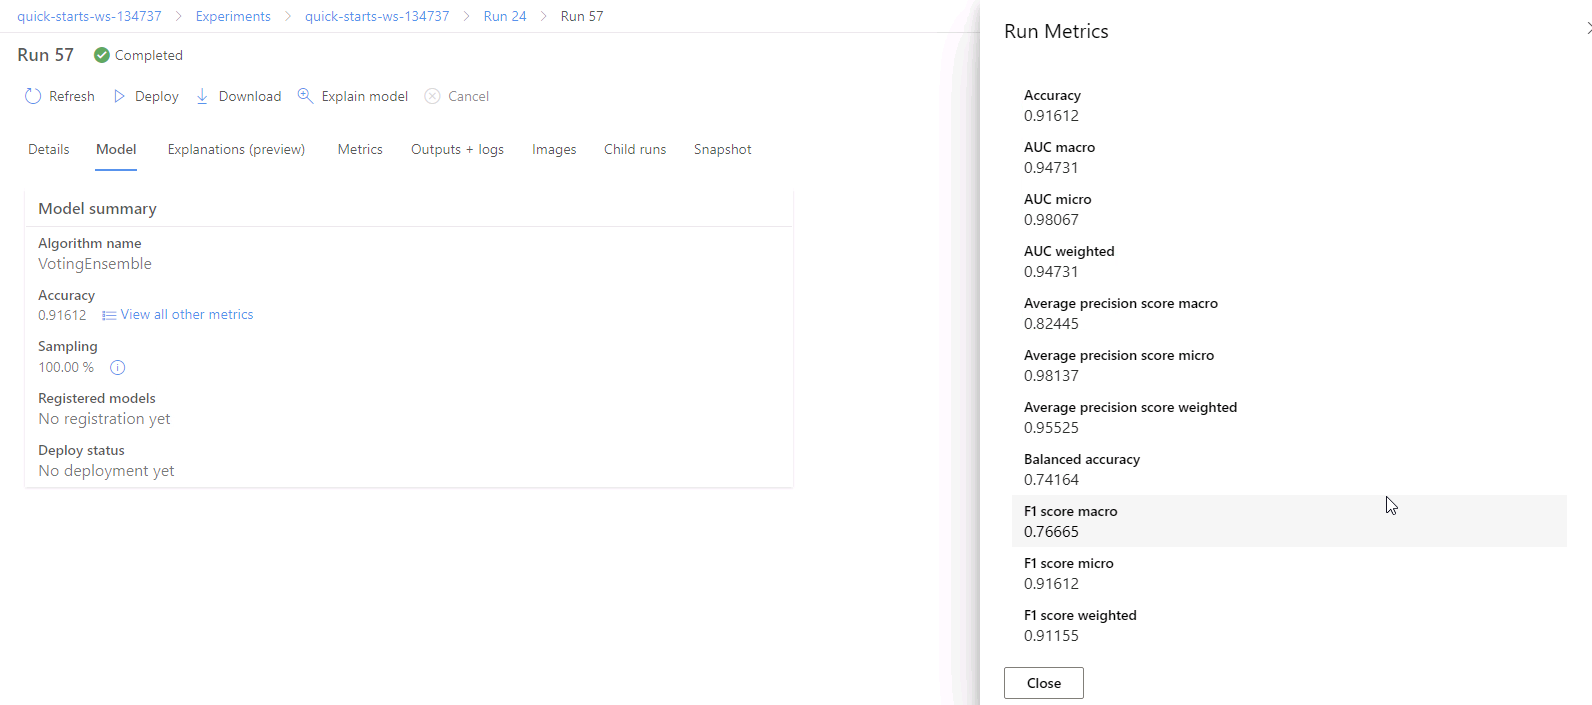 quick-starts-ws-134737 > Experiments > quick-starts-ws-134737 > Run 24 > Run 57
Run 57 Completed
Refresh Deploy Download Explain model Cancel
Details Model Explanations (preview) Metrics Outputs + logs Images Child runs Snapshot
Model summary
Algorithm name
VotingEnsemble
Accuracy
0.91612 View all other metrics
Sampling
100.00 %
Registered models
No registration yet
Deploy status
No deployment yet
Run Metrics
Accuracy
0.91612
AUC macro
0.94731
AUC micro
0.98067
AUC weighted
0.94731
Average precision score macro
0.82445
Average precision score micro
0.98137
Average precision score weighted
0.95525
Balanced accuracy
0.74164
F1 score macro
0.76665
F1 score micro
0.91612
F1 score weighted
0.91155
Close